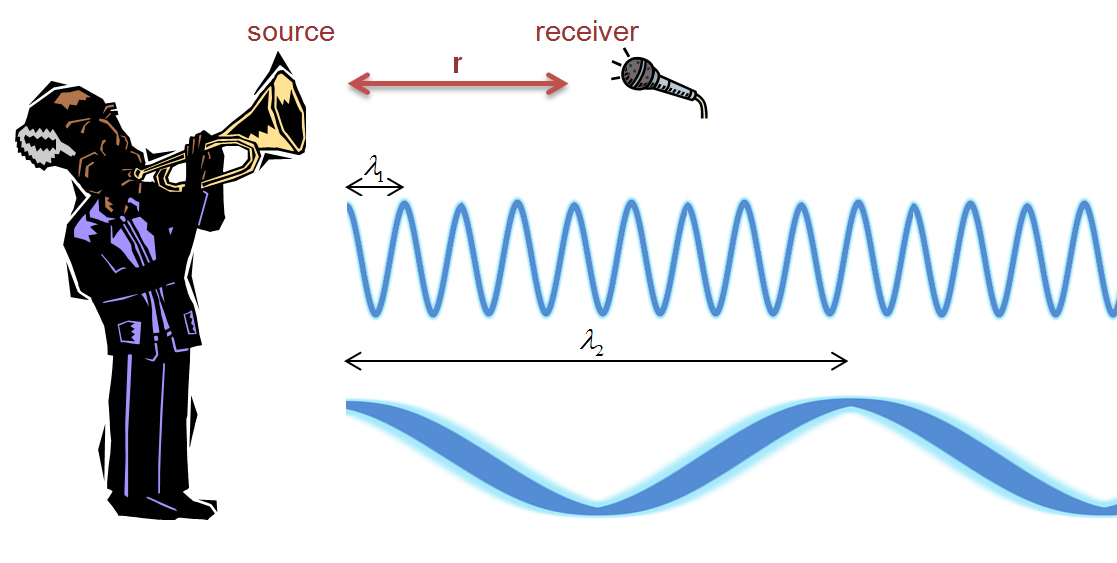 source
receiver
r
λ₁
λ₂